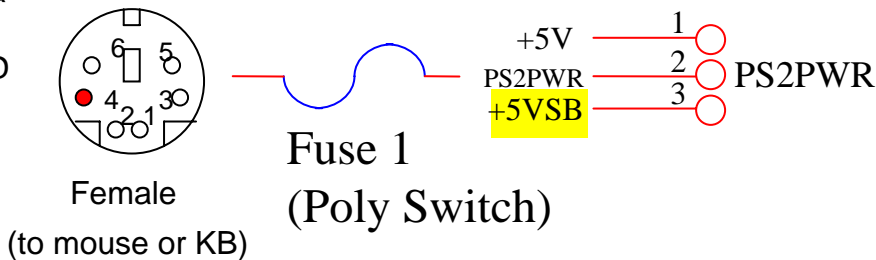 6 5
4 3
2 1
Female
(to mouse or KB)
Fuse 1
(Poly Switch)
+5V 1
PS2PWR 2 PS2PWR
+5VSB 3